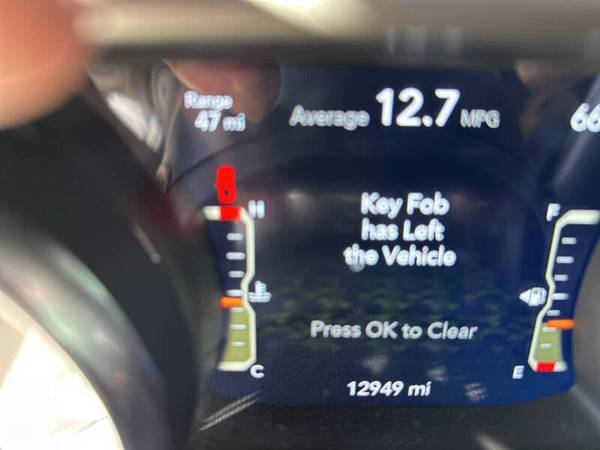 Range
47 mi
Average 12.7 MPG
66
Key Fob
has Left
the Vehicle
H
F
Press OK to Clear
C
E
12949 mi